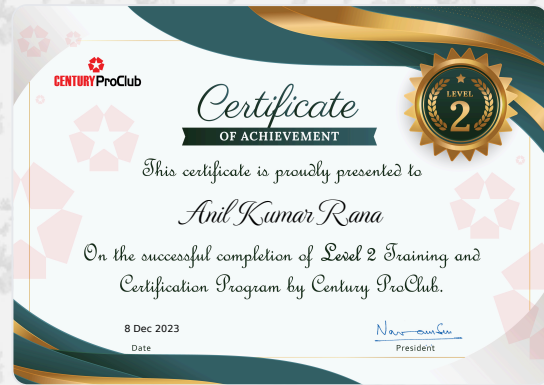 CENTURY ProClub
LEVEL
2
Certificate
OF ACHIEVEMENT
This certificate is proudly presented to
Anil Kumar Rana
On the successful completion of Level 2 Training and
Certification Program by Century ProClub.
8 Dec 2023
Date
President